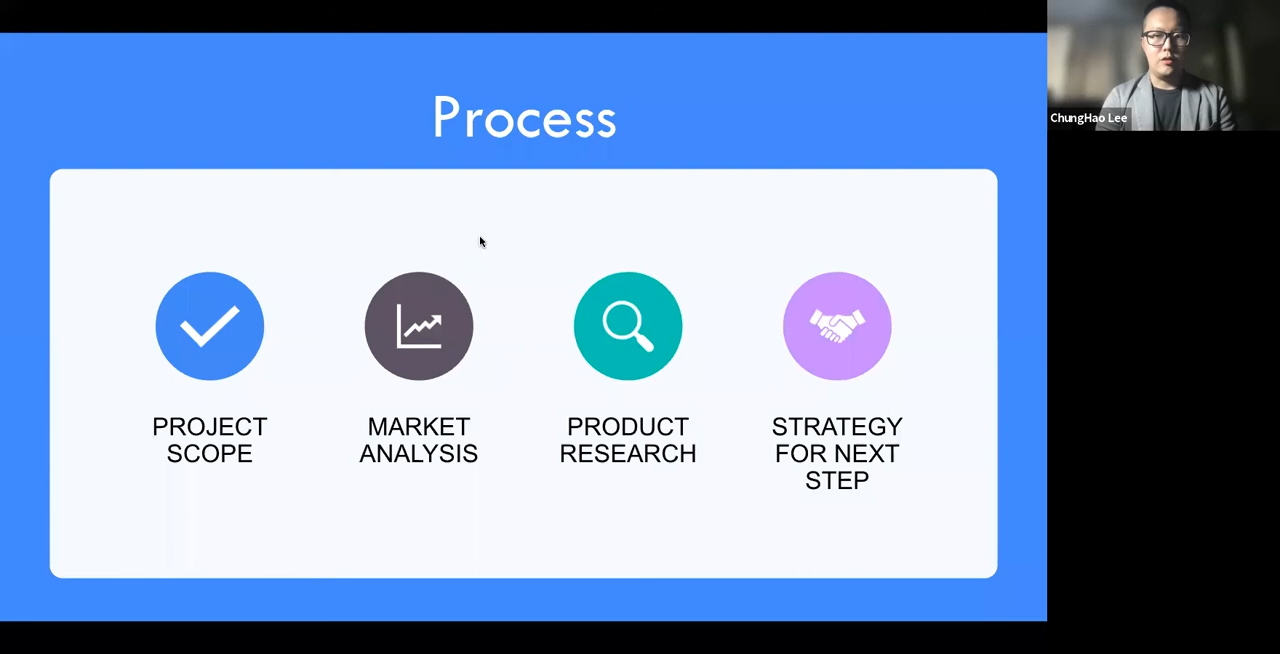 Process
PROJECT
SCOPE
MARKET
ANALYSIS
PRODUCT
RESEARCH
STRATEGY
FOR NEXT
STEP
ChungHao Lee